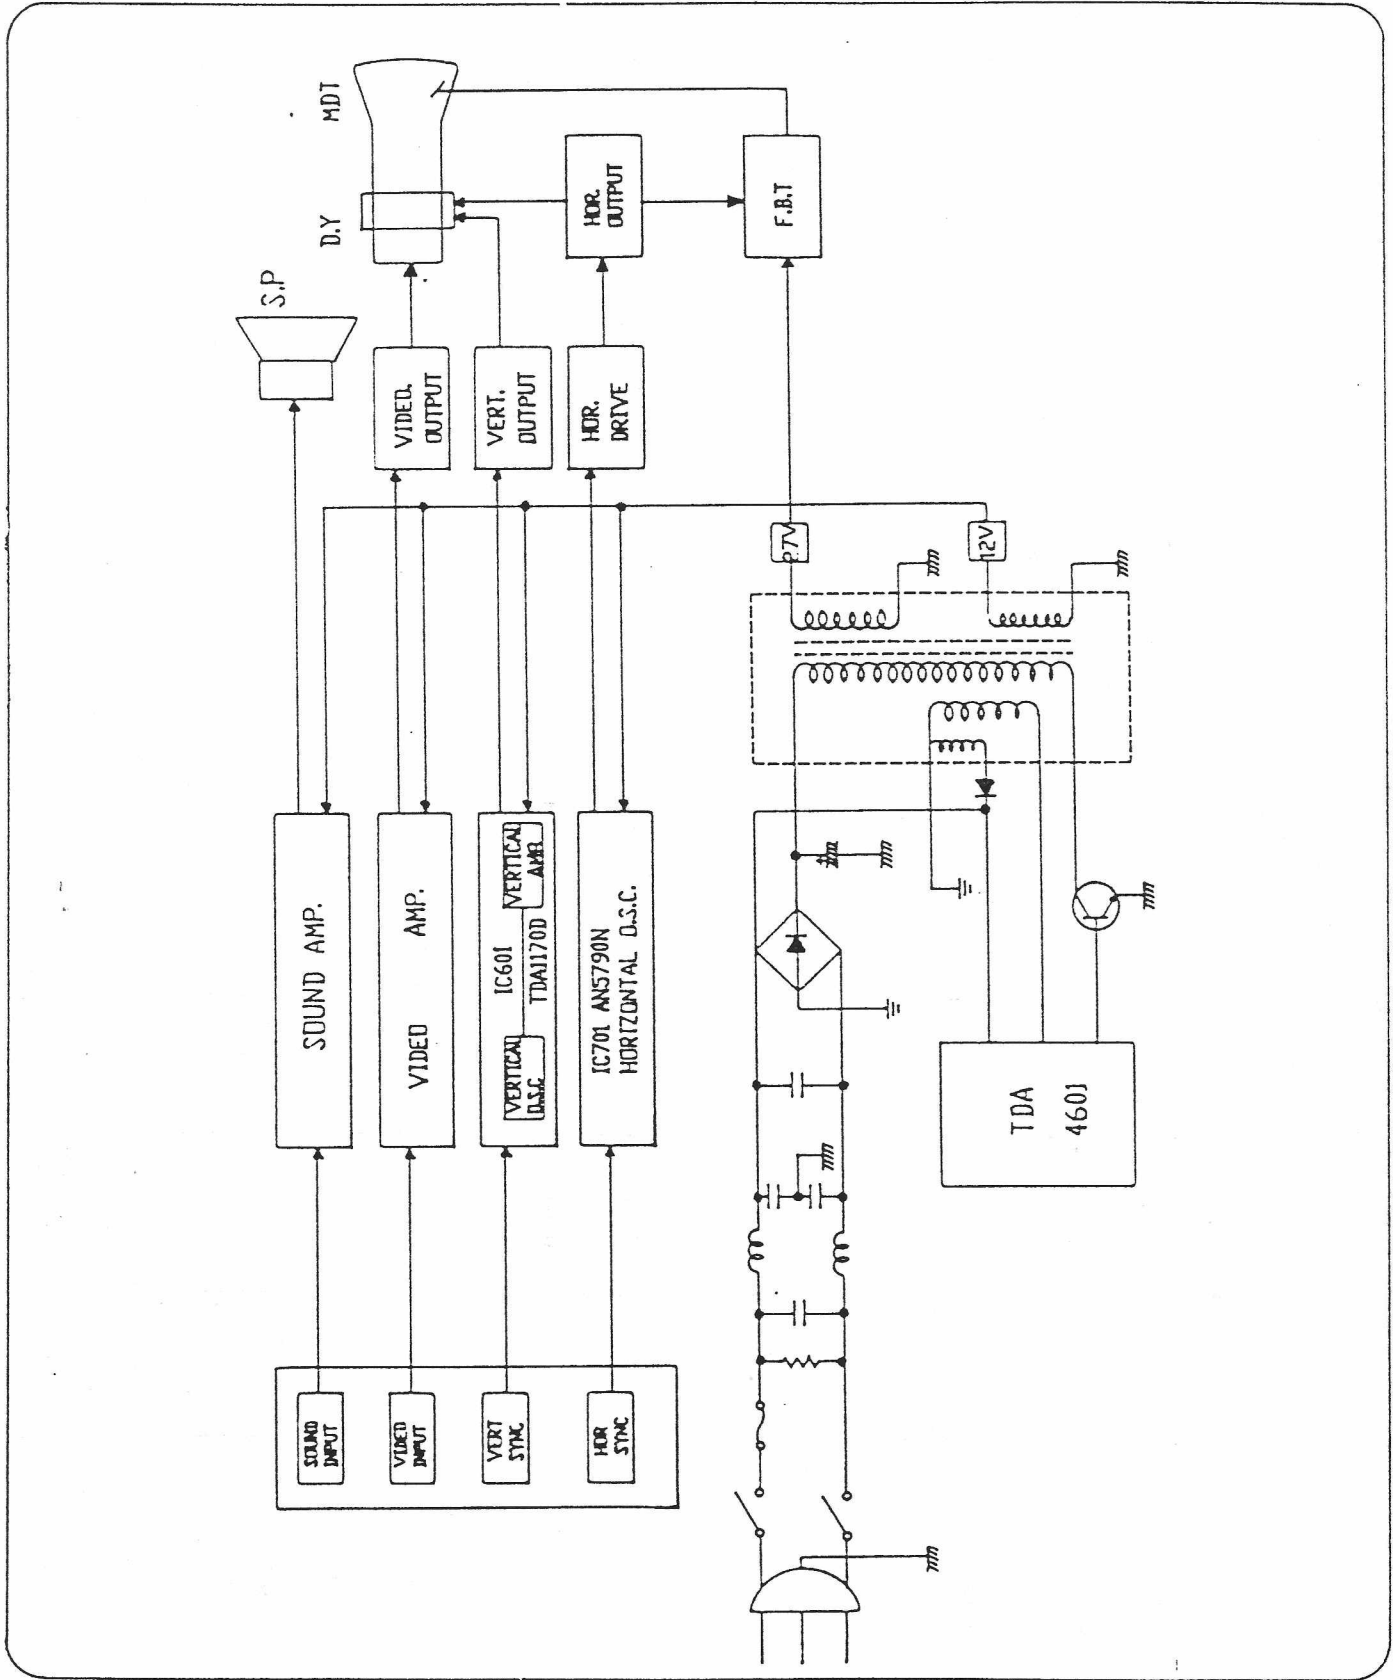 SOUND
INPUT
VIDEO
INPUT
VERT
SYNC
HOR
SYNC
SOUND AMP.
VIDEO AMP.
VERTICAL
O.S.C
IC601
TDA1170D
VERTICAL
AMP.
IC701 AN5790N
HORIZONTAL O.S.C.
VIDEO.
OUTPUT
VERT.
OUTPUT
HOR.
DRIVE
HOR.
OUTPUT
S.P
D.Y
MDT
F.B.T
27V
12V
TDA
4601